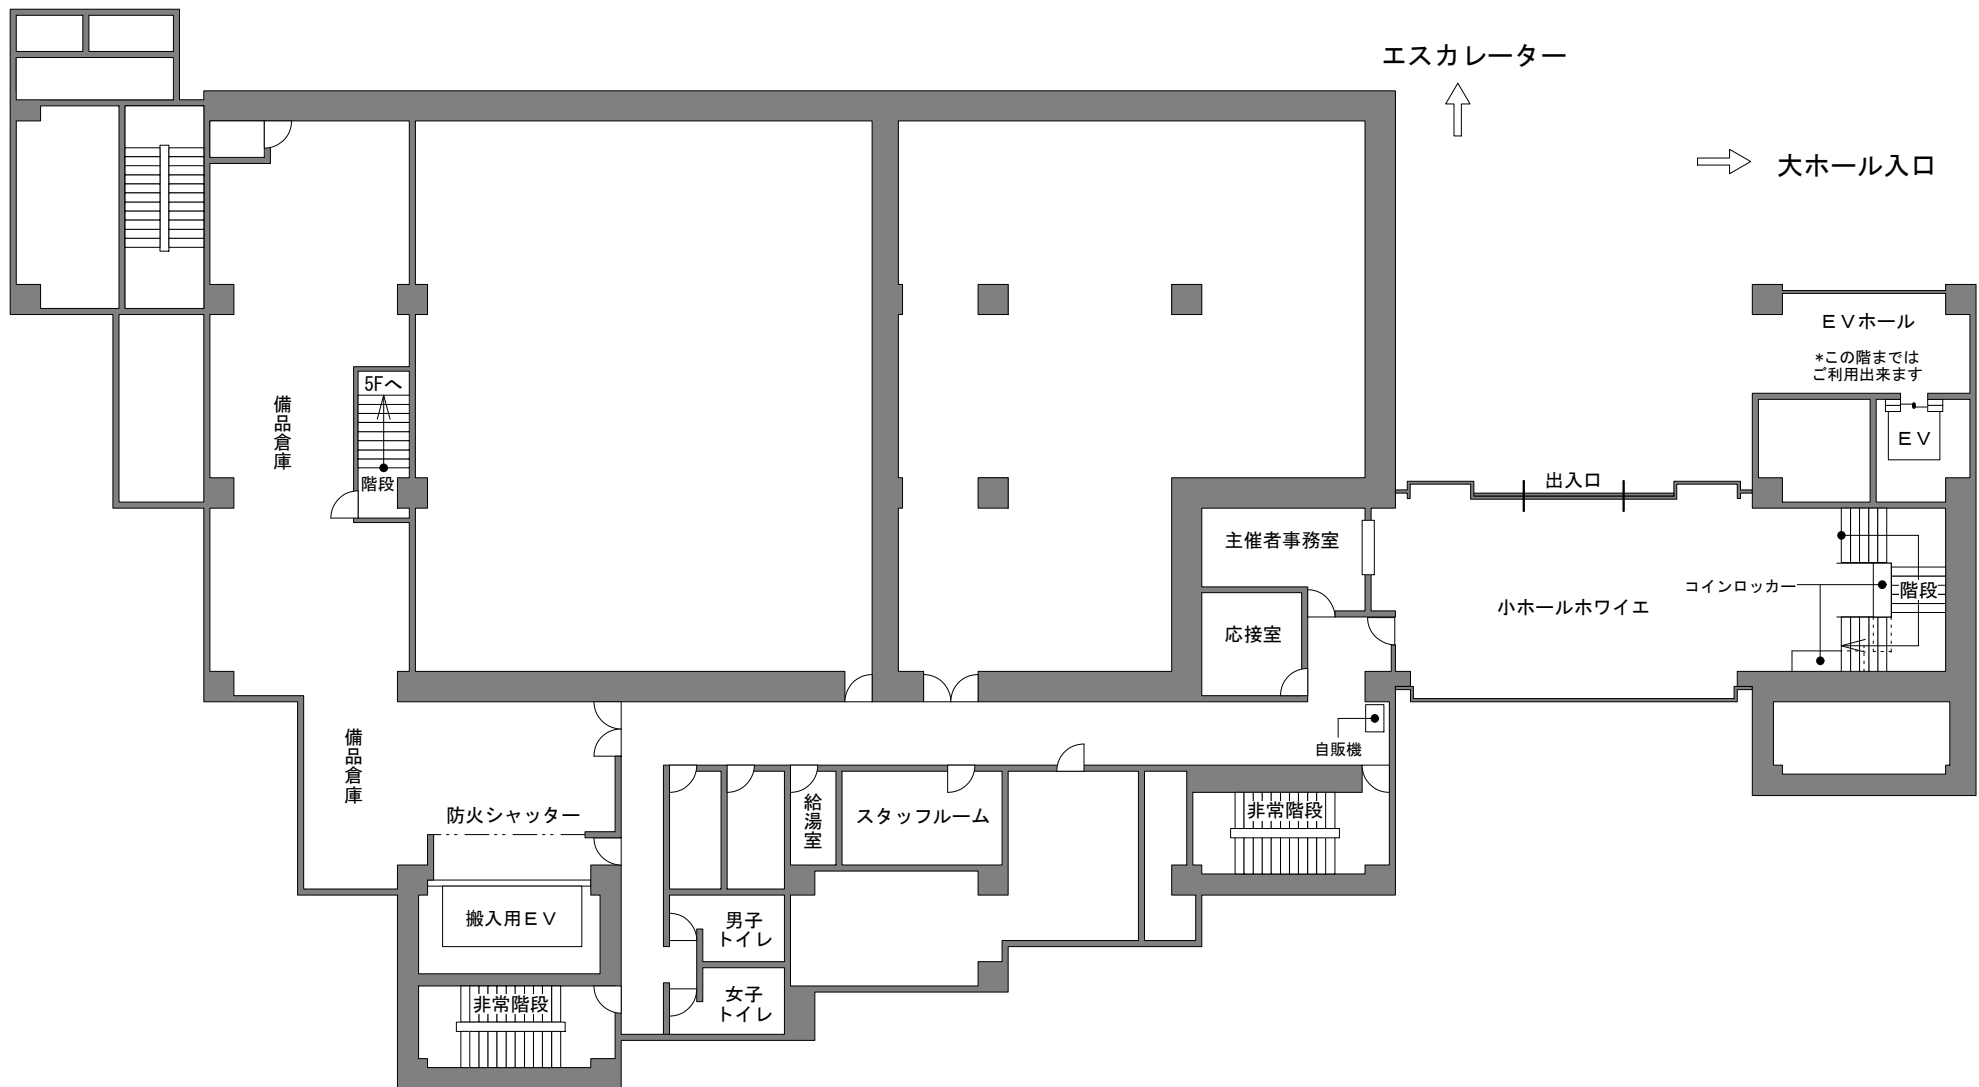 エスカレーター
大ホール入口
EVホール
*この階までは
ご利用出来ます
EV
5Fへ
階段
備品倉庫
出入口
主催者事務室
応接室
小ホールホワイエ
コインロッカー
階段
自販機
備品倉庫
防火シャッター
給湯室
スタッフルーム
非常階段
搬入用EV
男子
トイレ
女子
トイレ
非常階段